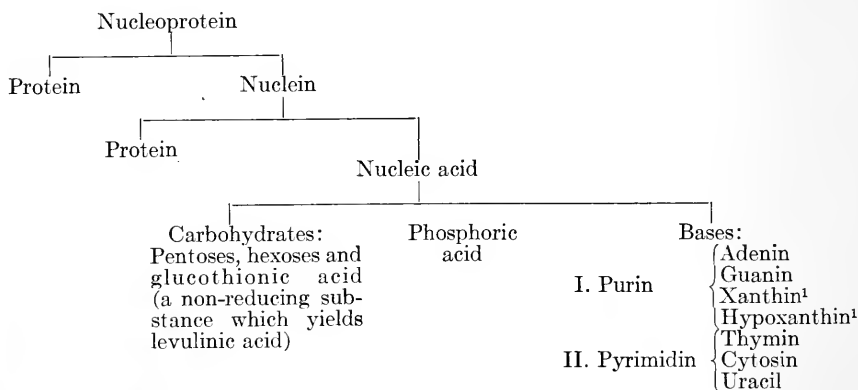 Nucleoprotein
Protein Nuclein
Protein
Nucleic acid
Carbohydrates:
Pentoses, hexoses and
glucothionic acid
(a non-reducing sub-
stance which yields
levulinic acid)
Phosphoric
acid
Bases:
I. Purin
Adenin
Guanin
Xanthin¹
Hypoxanthin¹
II. Pyrimidin
Thymin
Cytosin
Uracil